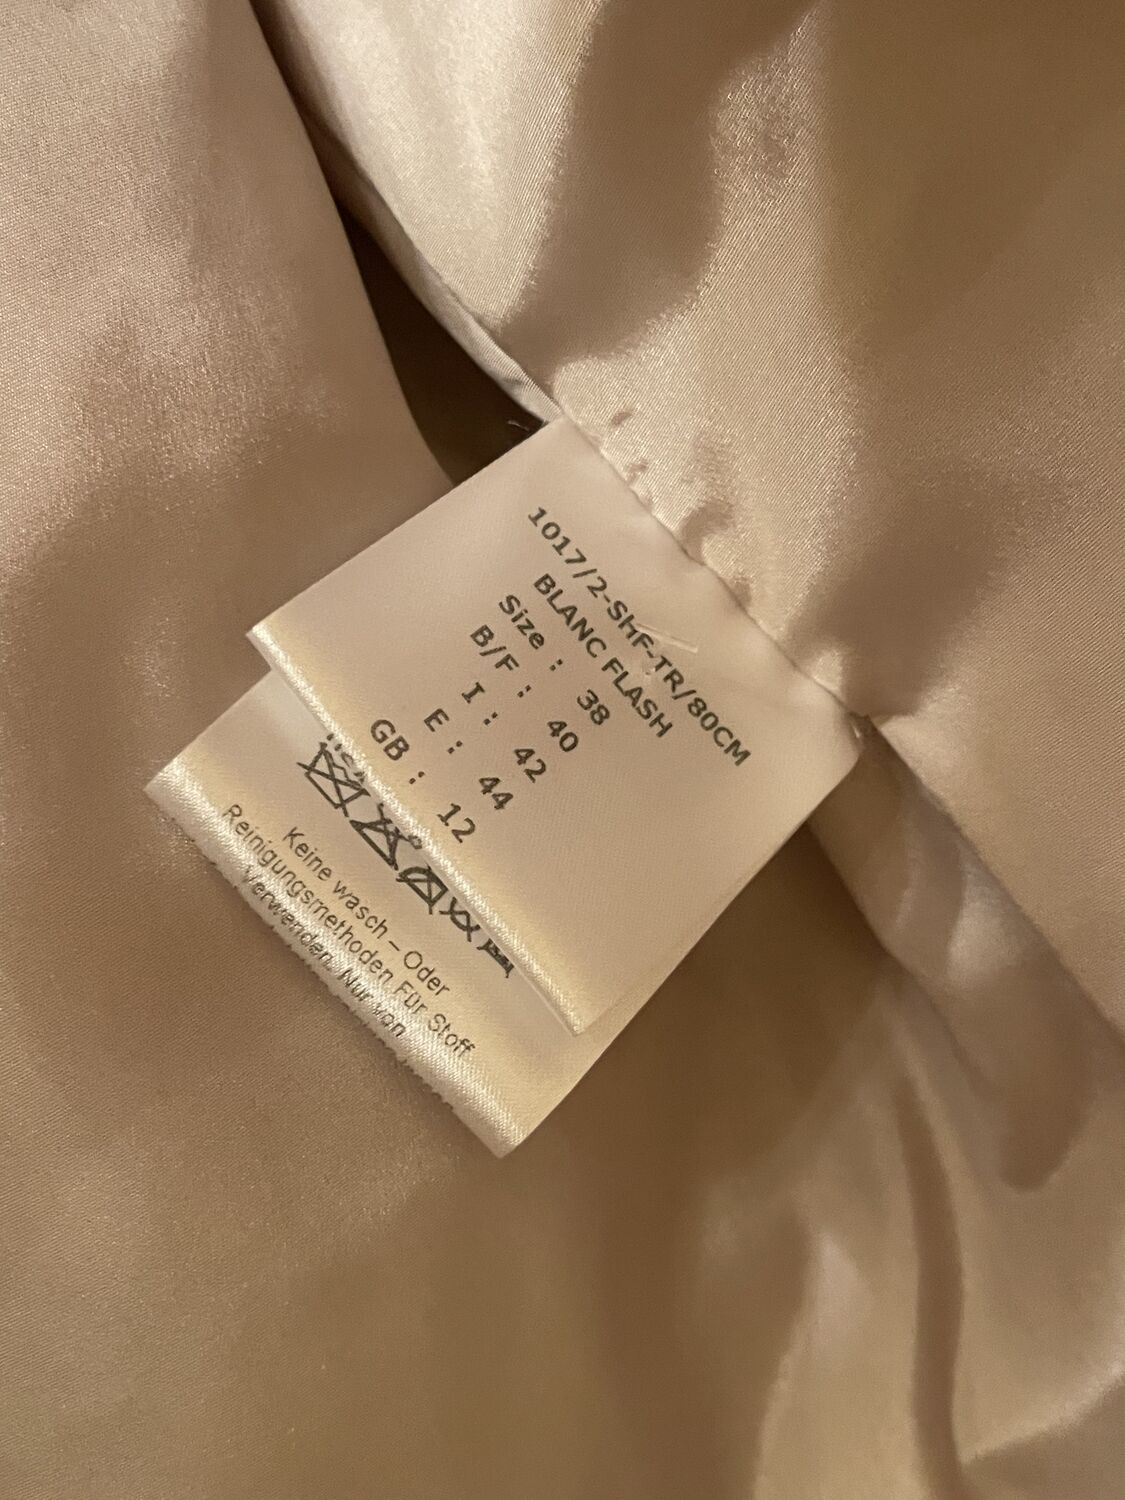 1017/2-ShF-TR/80CM
BLANC FLASH
Size : 38
B/F : 40
I : 42
E : 44
GB : 12
Keine wasch – Oder
Reinigungsmethoden Für Stoff
Verwenden. Nur von